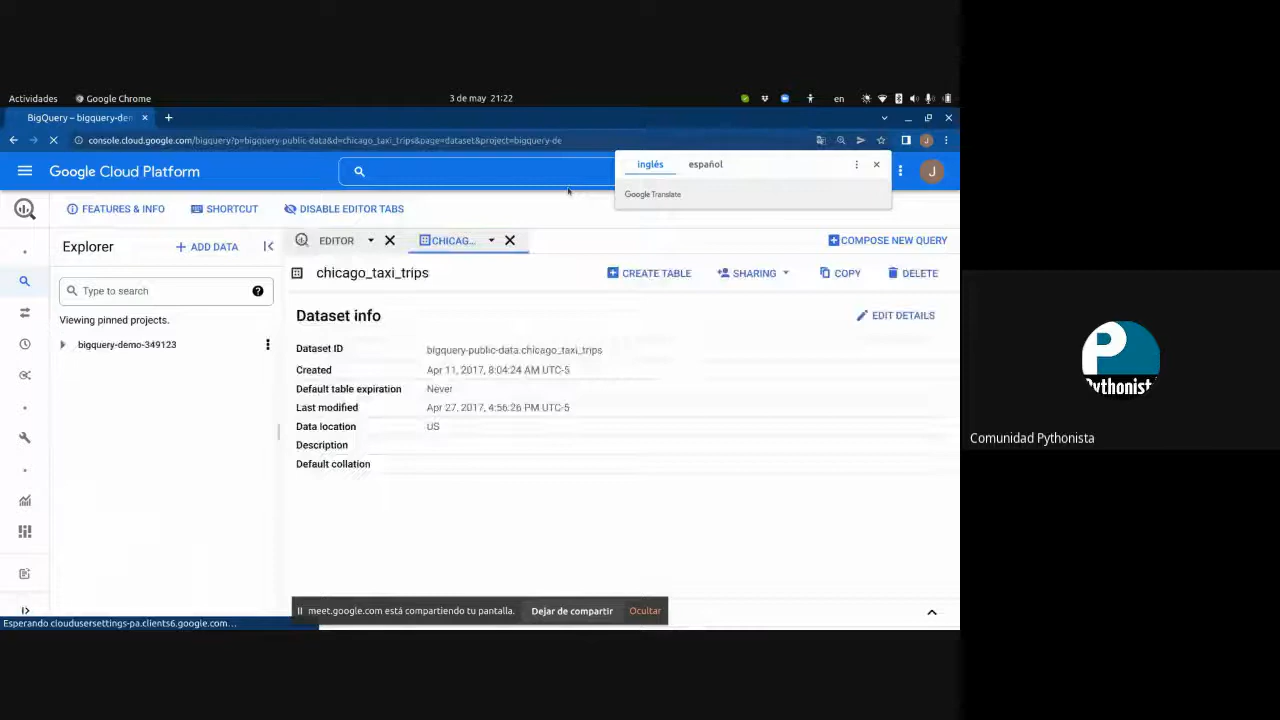 Actividades
Google Chrome
3 de may 21:22
en
BigQuery – bigquery-den
console.cloud.google.com/bigquery?p=bigquery-public-data&d=chicago_taxi_trips&page=dataset&project=bigquery-de
Google Cloud Platform
inglés
español
Google Translate
J
J
FEATURES & INFO
SHORTCUT
DISABLE EDITOR TABS
Explorer
ADD DATA
EDITOR
CHICAG...
COMPOSE NEW QUERY
chicago_taxi_trips
CREATE TABLE
SHARING
COPY
DELETE
Type to search
Viewing pinned projects.
bigquery-demo-349123
Dataset info
EDIT DETAILS
Dataset ID
bigquery-public-data.chicago_taxi_trips
Created
Apr 11, 2017, 8:04:24 AM UTC-5
Default table expiration
Never
Last modified
Apr 27, 2017, 4:56:26 PM UTC-5
Data location
US
Description
Default collation
meet.google.com está compartiendo tu pantalla.
Dejar de compartir
Ocultar
Esperando cloudusersettings-pa.clients6.google.com...
Pythonist
Comunidad Pythonista